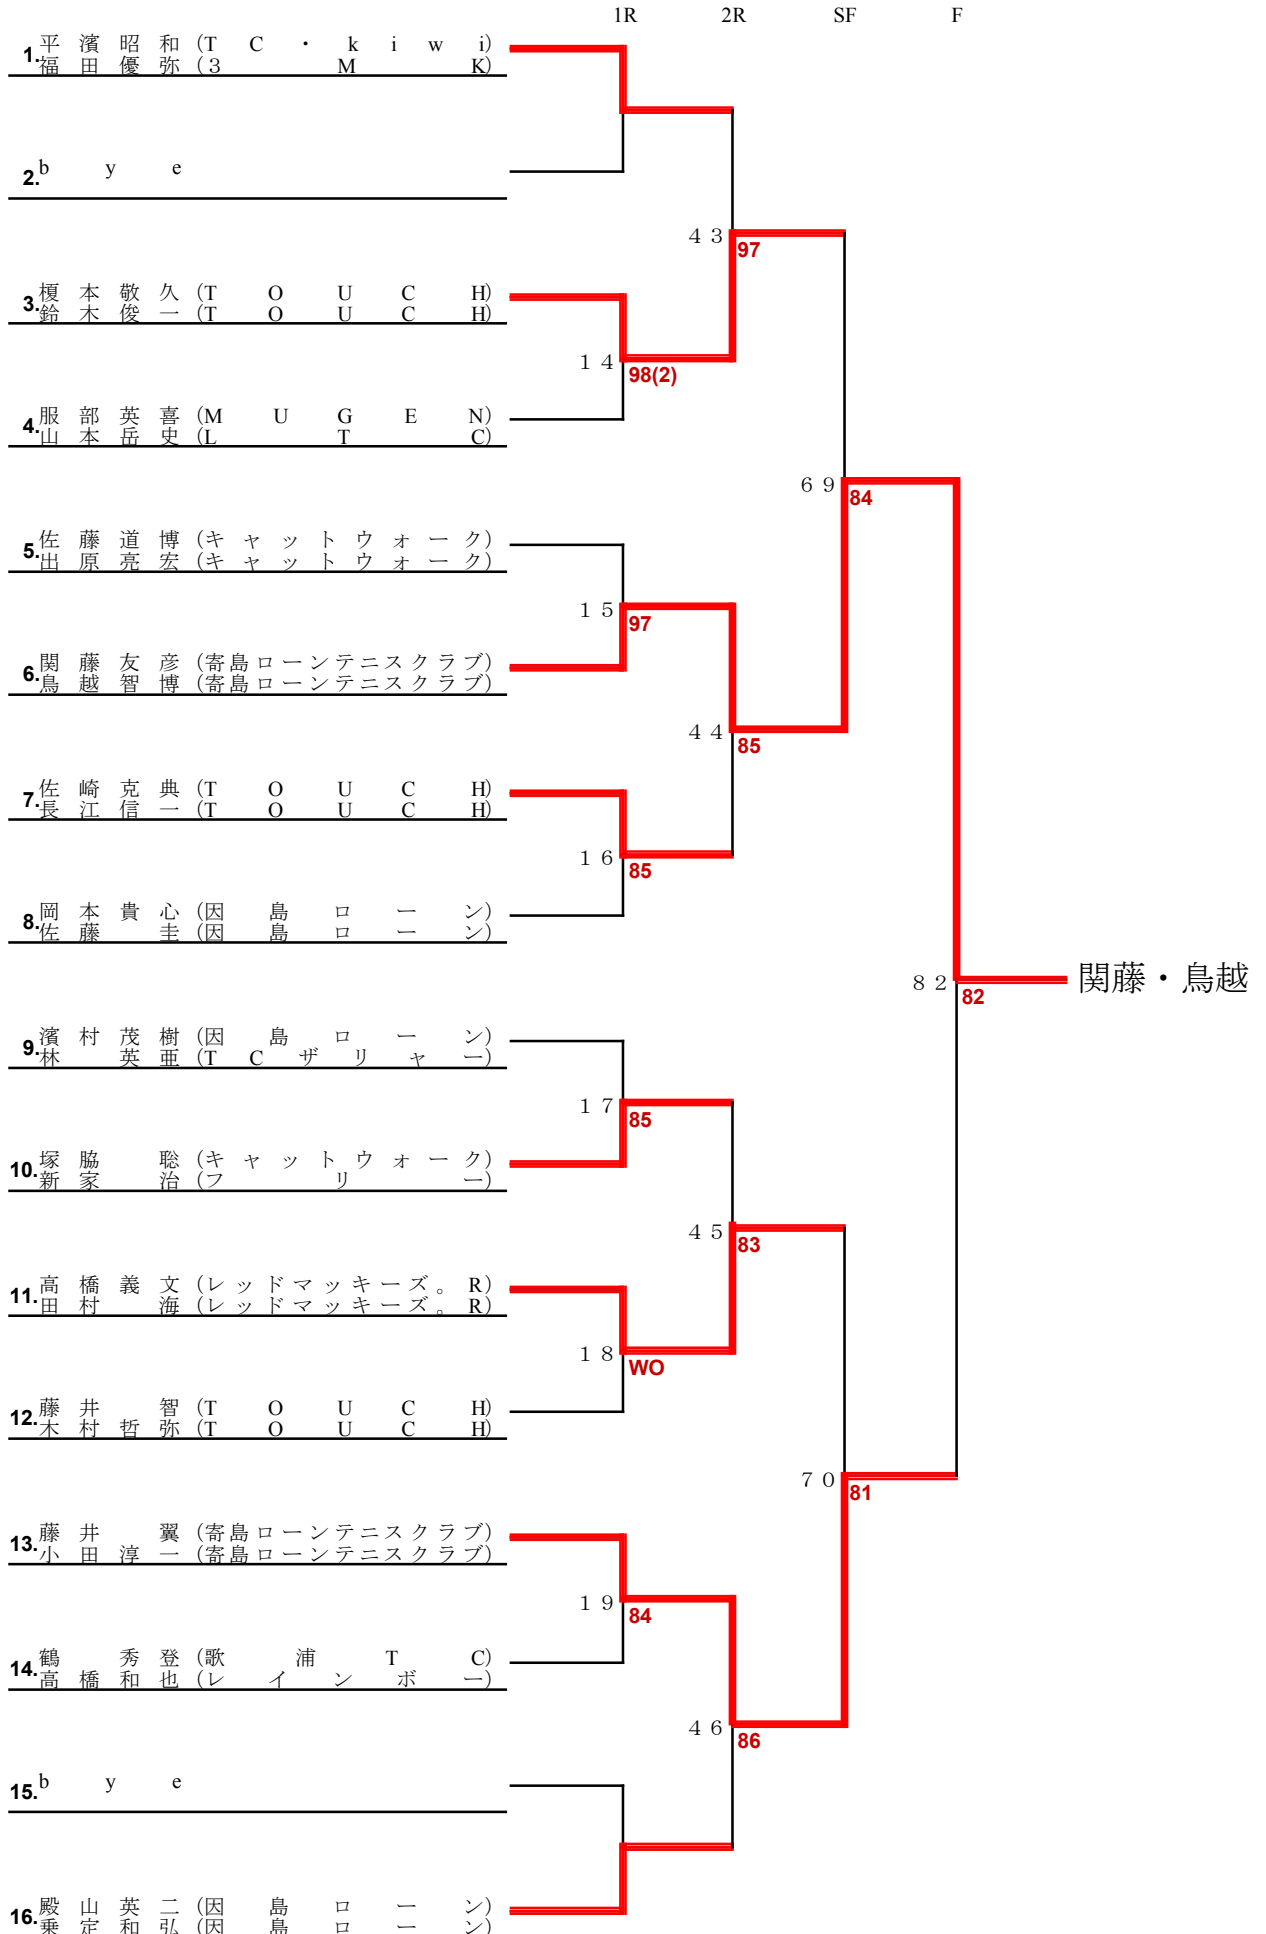 1R 2R SF F
1. 平濱昭和 (TC・kiwi)
福田優弥 (3MK)
2. bye
43
97
3. 榎本敬久 (TOUCH)
鈴木俊一 (TOUCH)
14
98(2)
4. 服部英喜 (MUGEN)
山本岳史 (LTC)
69
84
5. 佐藤道博 (キャットウォーク)
出原亮宏 (キャットウォーク)
15
97
6. 関藤友彦 (寄島ローンテニスクラブ)
鳥越智博 (寄島ローンテニスクラブ)
44
85
7. 佐崎克典 (TOUCH)
長江信一 (TOUCH)
16
85
8. 岡本貴心 (因島ローン)
佐藤圭 (因島ローン)
82
82
関藤・鳥越
9. 濱村茂樹 (因島ローン)
林英亜 (TCザリャー)
17
85
10. 塚脇聡 (キャットウォーク)
新家治 (フリー)
45
83
11. 高橋義文 (レッドマッキーズ。R)
田村海 (レッドマッキーズ。R)
18
WO
12. 藤井智 (TOUCH)
木村哲弥 (TOUCH)
70
81
13. 藤井翼 (寄島ローンテニスクラブ)
小田淳一 (寄島ローンテニスクラブ)
19
84
14. 鶴秀登 (歌浦TC)
高橋和也 (レインボー)
46
86
15. bye
16. 殿山英二 (因島ローン)
乗定和弘 (因島ローン)